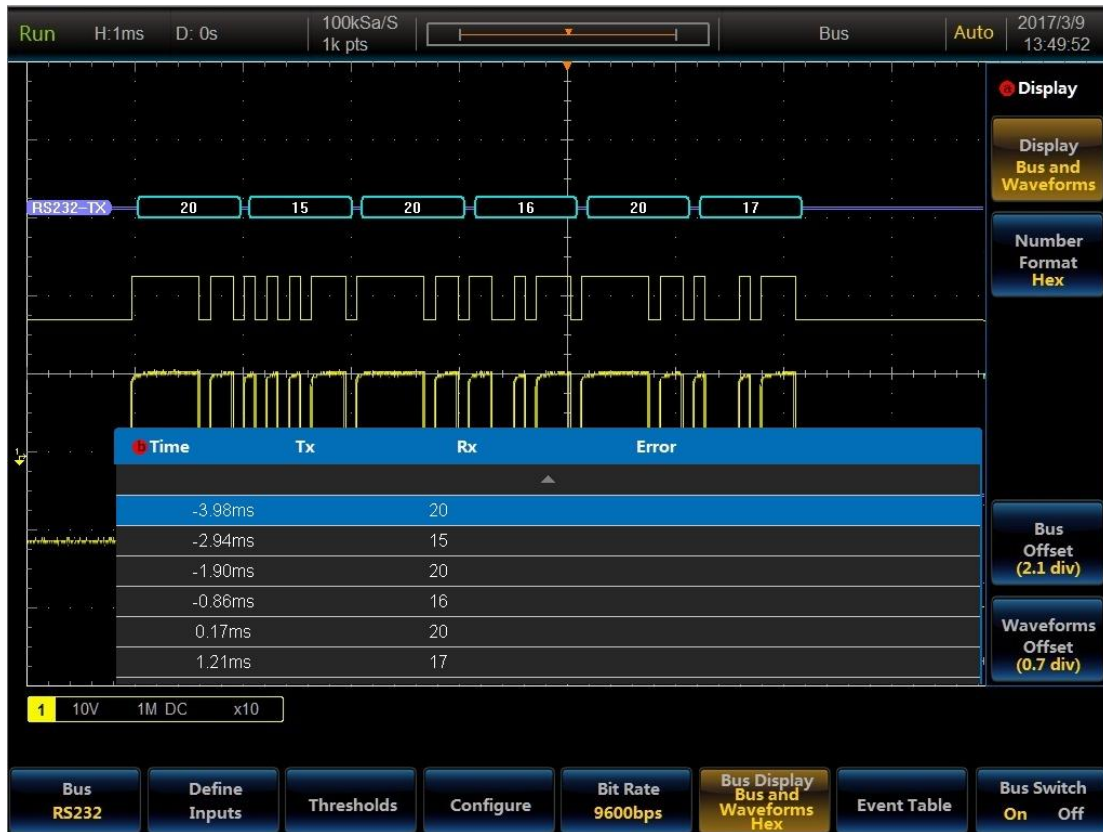 Run H:1ms D: 0s 100kSa/S Bus Auto 2017/3/9
1k pts 13:49:52
a Display
Display
Bus and
Waveforms
RS232-TX 20 15 20 16 20 17
Number
Format
Hex
b Time Tx Rx Error
-3.98ms 20
-2.94ms 15
-1.90ms 20
-0.86ms 16
0.17ms 20
1.21ms 17
1
Bus
Offset
(2.1 div)
Waveforms
Offset
(0.7 div)
1 10V 1M DC x10
Bus
RS232
Define
Inputs
Thresholds
Configure
Bit Rate
9600bps
Bus Display
Bus and
Waveforms
Hex
Event Table
Bus Switch
On Off